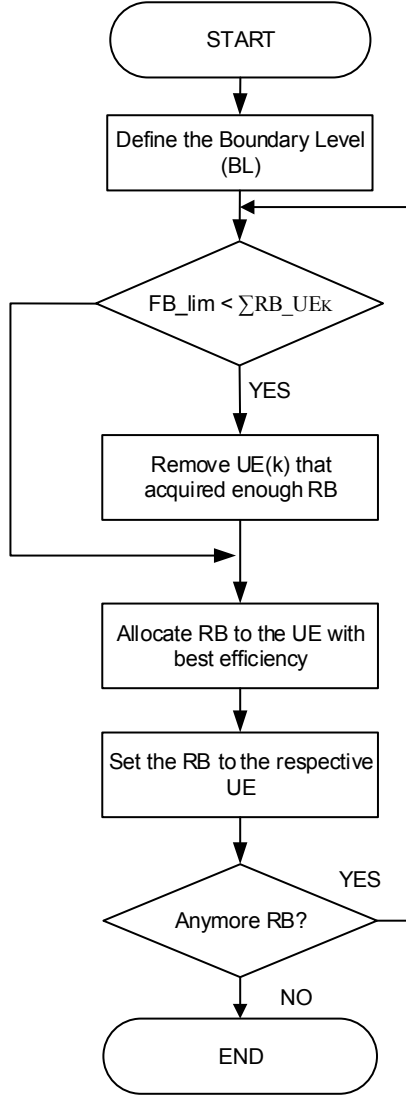 START
Define the Boundary Level
(BL)
FB_lim < ∑RB_UEK
YES
Remove UE(k) that
acquired enough RB
Allocate RB to the UE with
best efficiency
Set the RB to the respective
UE
YES
Anymore RB?
NO
END